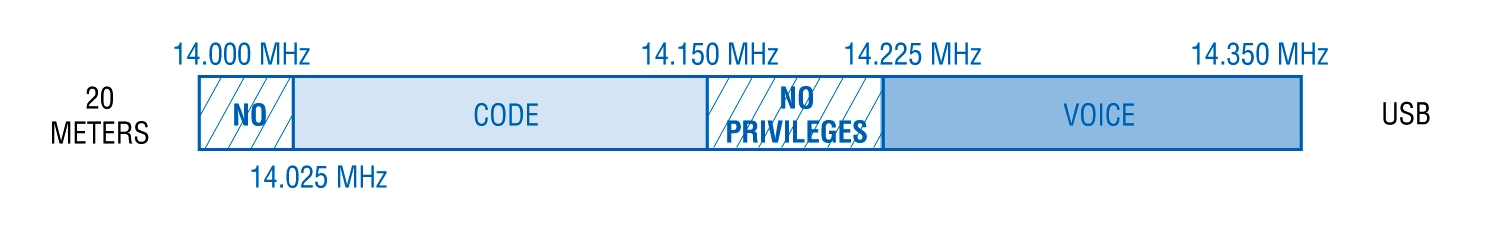 14.000 MHz 14.150 MHz 14.225 MHz 14.350 MHz
20
METERS
NO
CODE
NO
PRIVILEGES
VOICE
USB
14.025 MHz